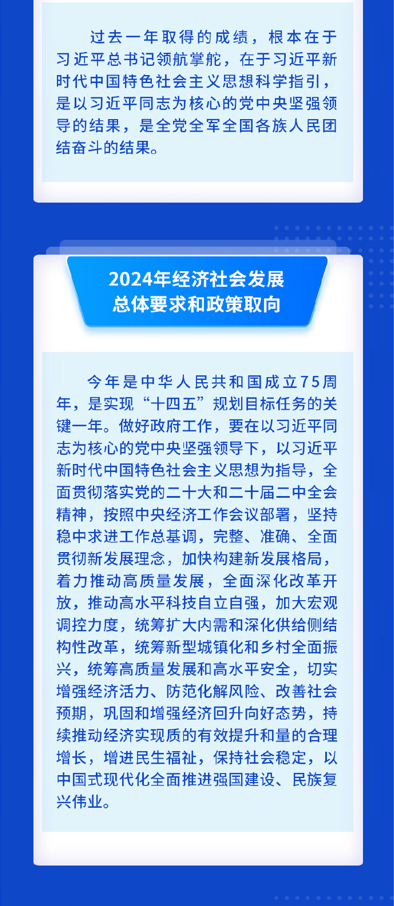 过去一年取得的成绩，根本在于
习近平总书记领航掌舵，在于习近平新
时代中国特色社会主义思想科学指引，
是以习近平同志为核心的党中央坚强领
导的结果，是全党全军全国各族人民团
结奋斗的结果。
2024年经济社会发展
总体要求和政策取向
今年是中华人民共和国成立75周
年，是实现“十四五”规划目标任务的关
键一年。做好政府工作，要在以习近平同
志为核心的党中央坚强领导下，以习近平
新时代中国特色社会主义思想为指导，全
面贯彻落实党的二十大和二十届二中全会
精神，按照中央经济工作会议部署，坚持
稳中求进工作总基调，完整、准确、全面
贯彻新发展理念，加快构建新发展格局，
着力推动高质量发展，全面深化改革开
放，推动高水平科技自立自强，加大宏观
调控力度，统筹扩大内需和深化供给侧结
构性改革，统筹新型城镇化和乡村全面振
兴，统筹高质量发展和高水平安全，切实
增强经济活力、防范化解风险、改善社会
预期，巩固和增强经济回升向好态势，持
续推动经济实现质的有效提升和量的合理
增长，增进民生福祉，保持社会稳定，以
中国式现代化全面推进强国建设、民族复
兴伟业。